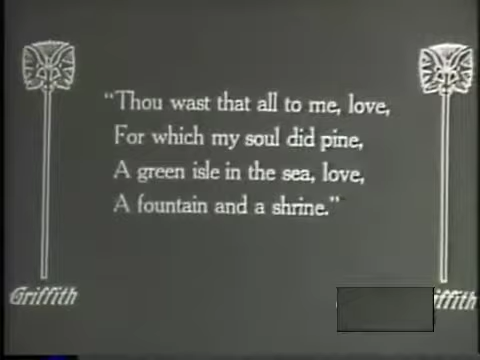 “Thou wast that all to me, love,
For which my soul did pine,
A green isle in the sea, love,
A fountain and a shrine.”
Griffith
iffith